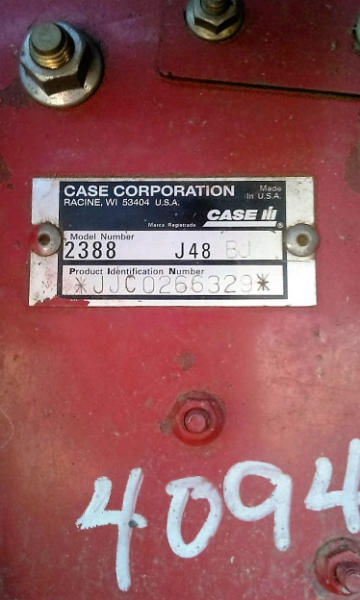 CASE CORPORATION
Made
RACINE, WI 53404 U.S.A.
In U.S.A.
Marca Registrada
CASE IH ®
Model Number
2388 J48 BJ
Product Identification Number
*JJC0266329*
4094